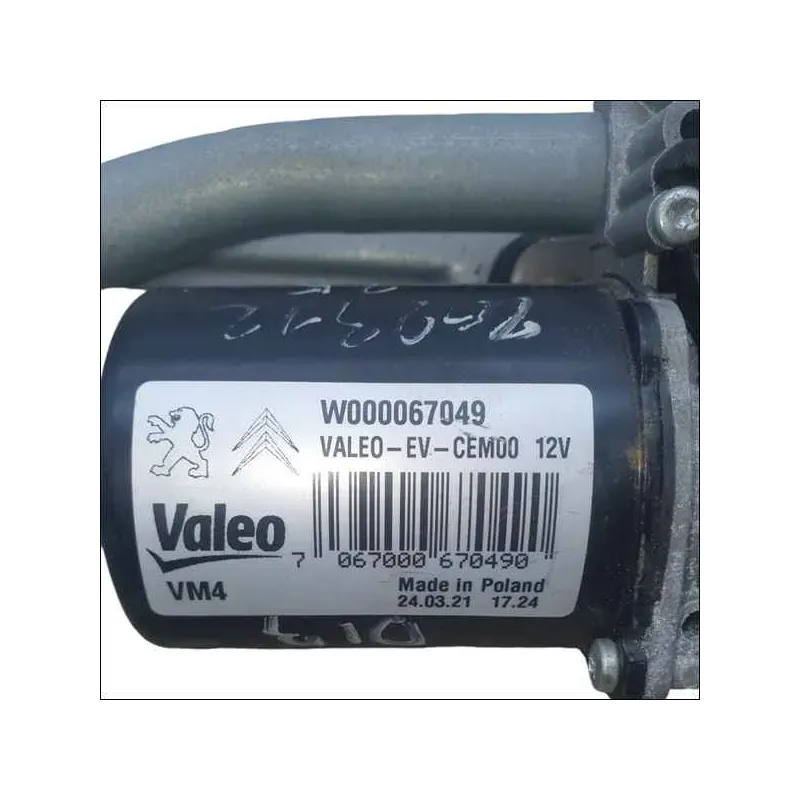 W000067049
VALEO-EV-CEM00 12V
Valeo
7 067000 670490
VM4
Made in Poland
24.03.21 17.24